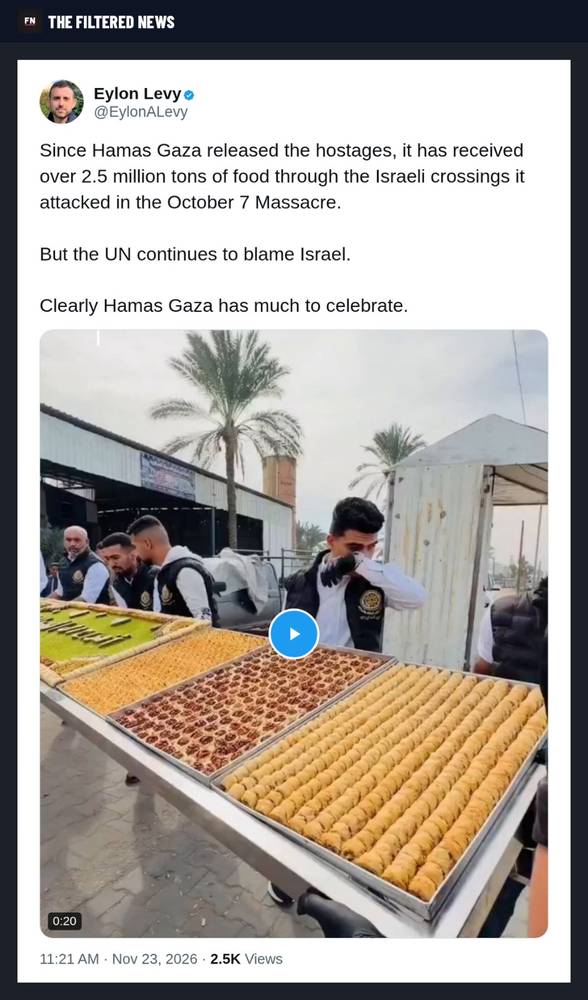 FN THE FILTERED NEWS
Eylon Levy
@EylonALevy
Since Hamas Gaza released the hostages, it has received
over 2.5 million tons of food through the Israeli crossings it
attacked in the October 7 Massacre.
But the UN continues to blame Israel.
Clearly Hamas Gaza has much to celebrate.
0:20
11:21 AM · Nov 23, 2026 · 2.5K Views